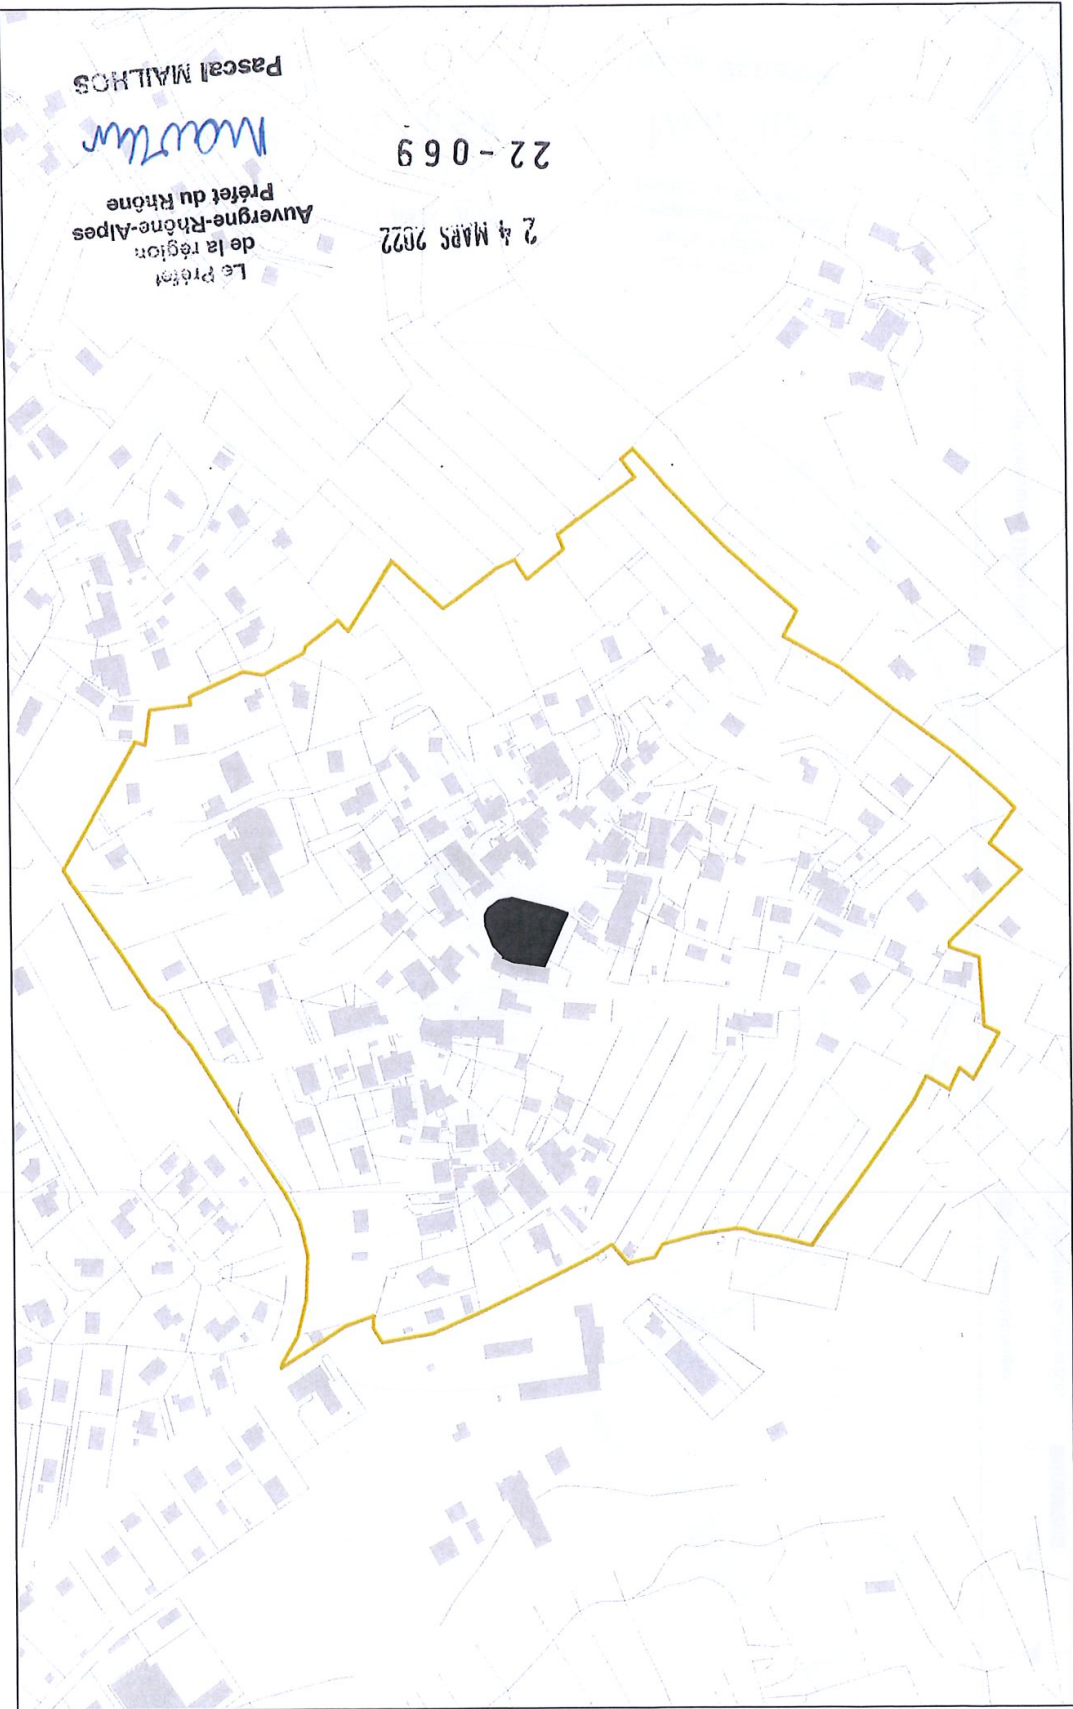 24 MARS 2022
22-069
Le Préfet
de la région
Auvergne-Rhône-Alpes
Préfet du Rhône
Pascal MAILHOS